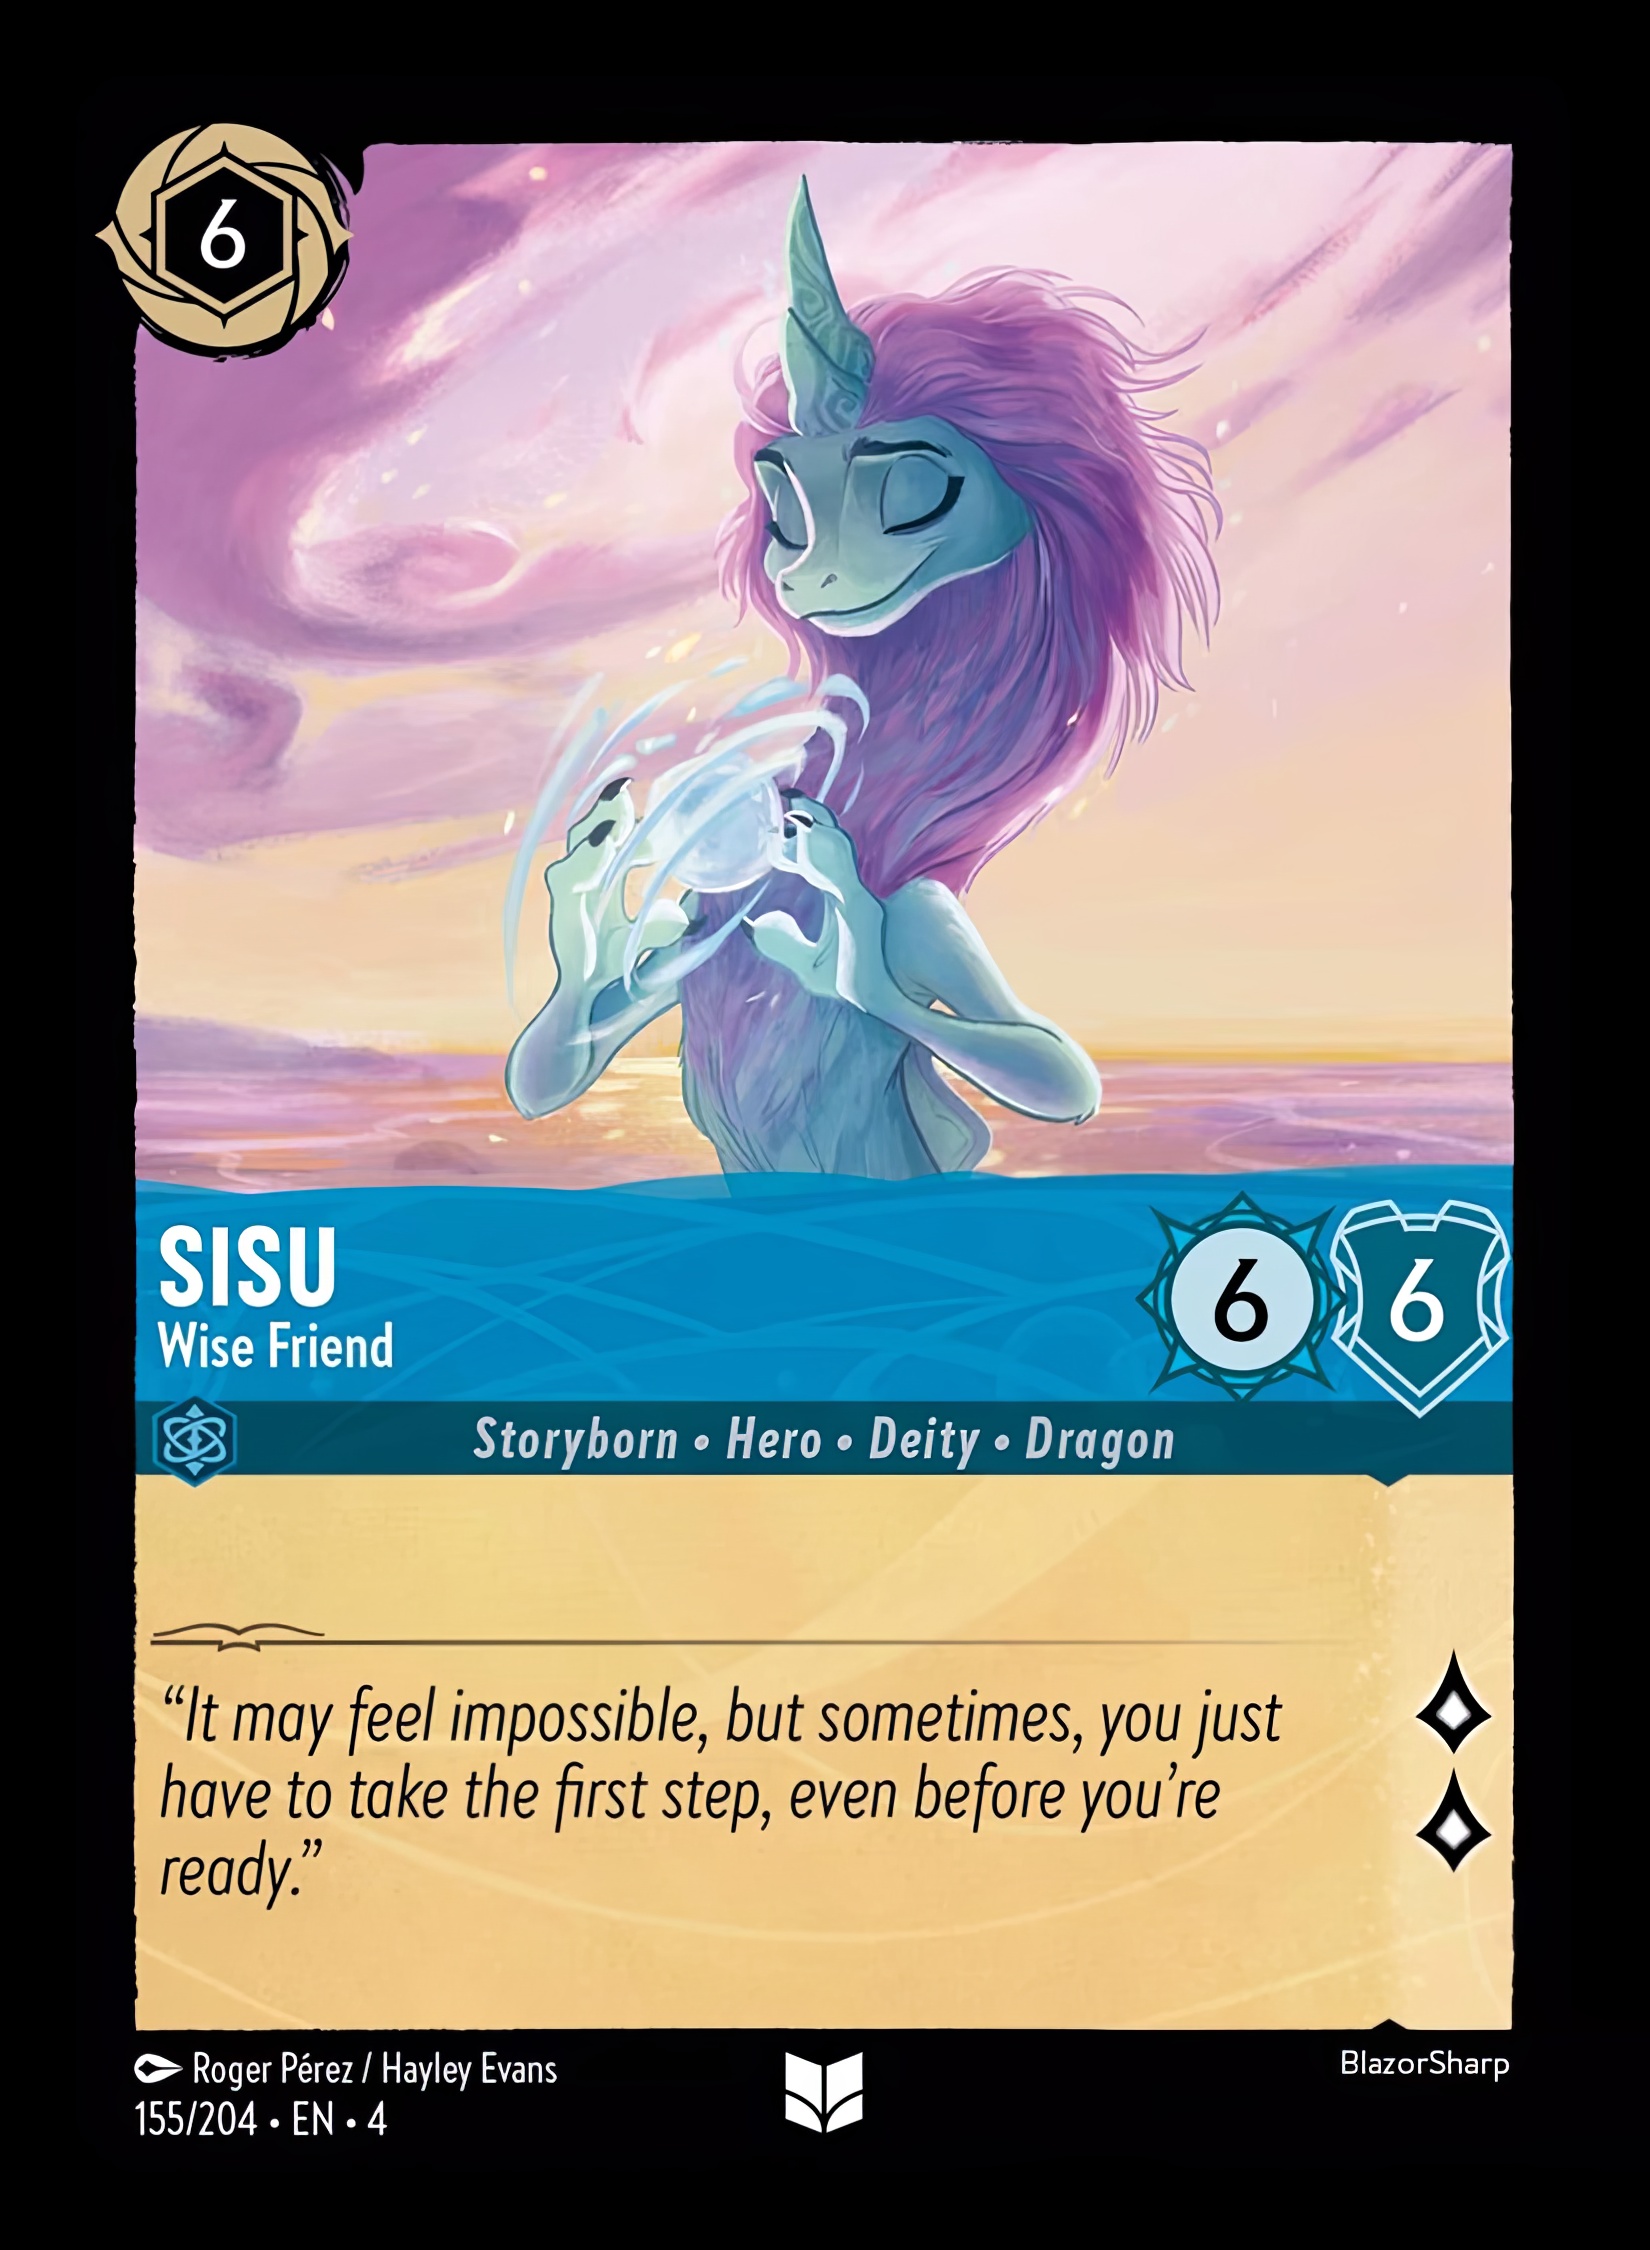 6
SISU
Wise Friend
6 6
Storyborn • Hero • Deity • Dragon
“It may feel impossible, but sometimes, you just
have to take the first step, even before you’re
ready.”
Roger Pérez / Hayley Evans
BlazorSharp
155/204 • EN • 4